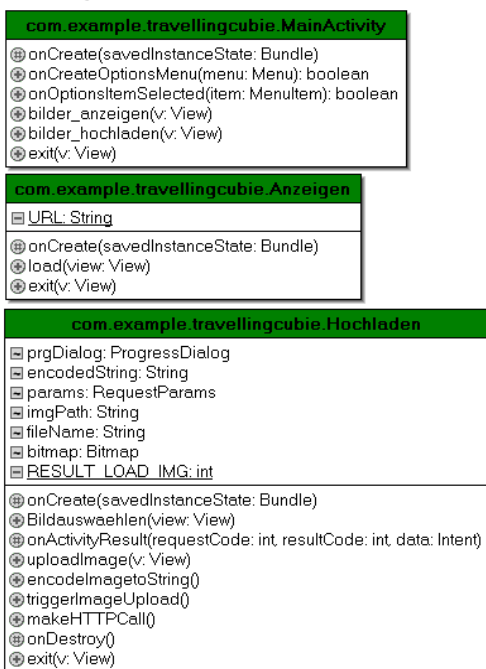 com.example.travellingcubie.MainActivity
onCreate(savedInstanceState: Bundle)
onCreateOptionsMenu(menu: Menu): boolean
onOptionsItemSelected(item: MenuItem): boolean
bilder_anzeigen(v: View)
bilder_hochladen(v: View)
exit(v: View)
com.example.travellingcubie.Anzeigen
URL: String
onCreate(savedInstanceState: Bundle)
load(view: View)
exit(v: View)
com.example.travellingcubie.Hochladen
prgDialog: ProgressDialog
encodedString: String
params: RequestParams
imgPath: String
fileName: String
bitmap: Bitmap
RESULT_LOAD_IMG: int
onCreate(savedInstanceState: Bundle)
Bildauswaehlen(view: View)
onActivityResult(requestCode: int, resultCode: int, data: Intent)
uploadImage(v: View)
encodeImagetoString()
triggerImageUpload()
makeHTTPCall()
onDestroy()
exit(v: View)